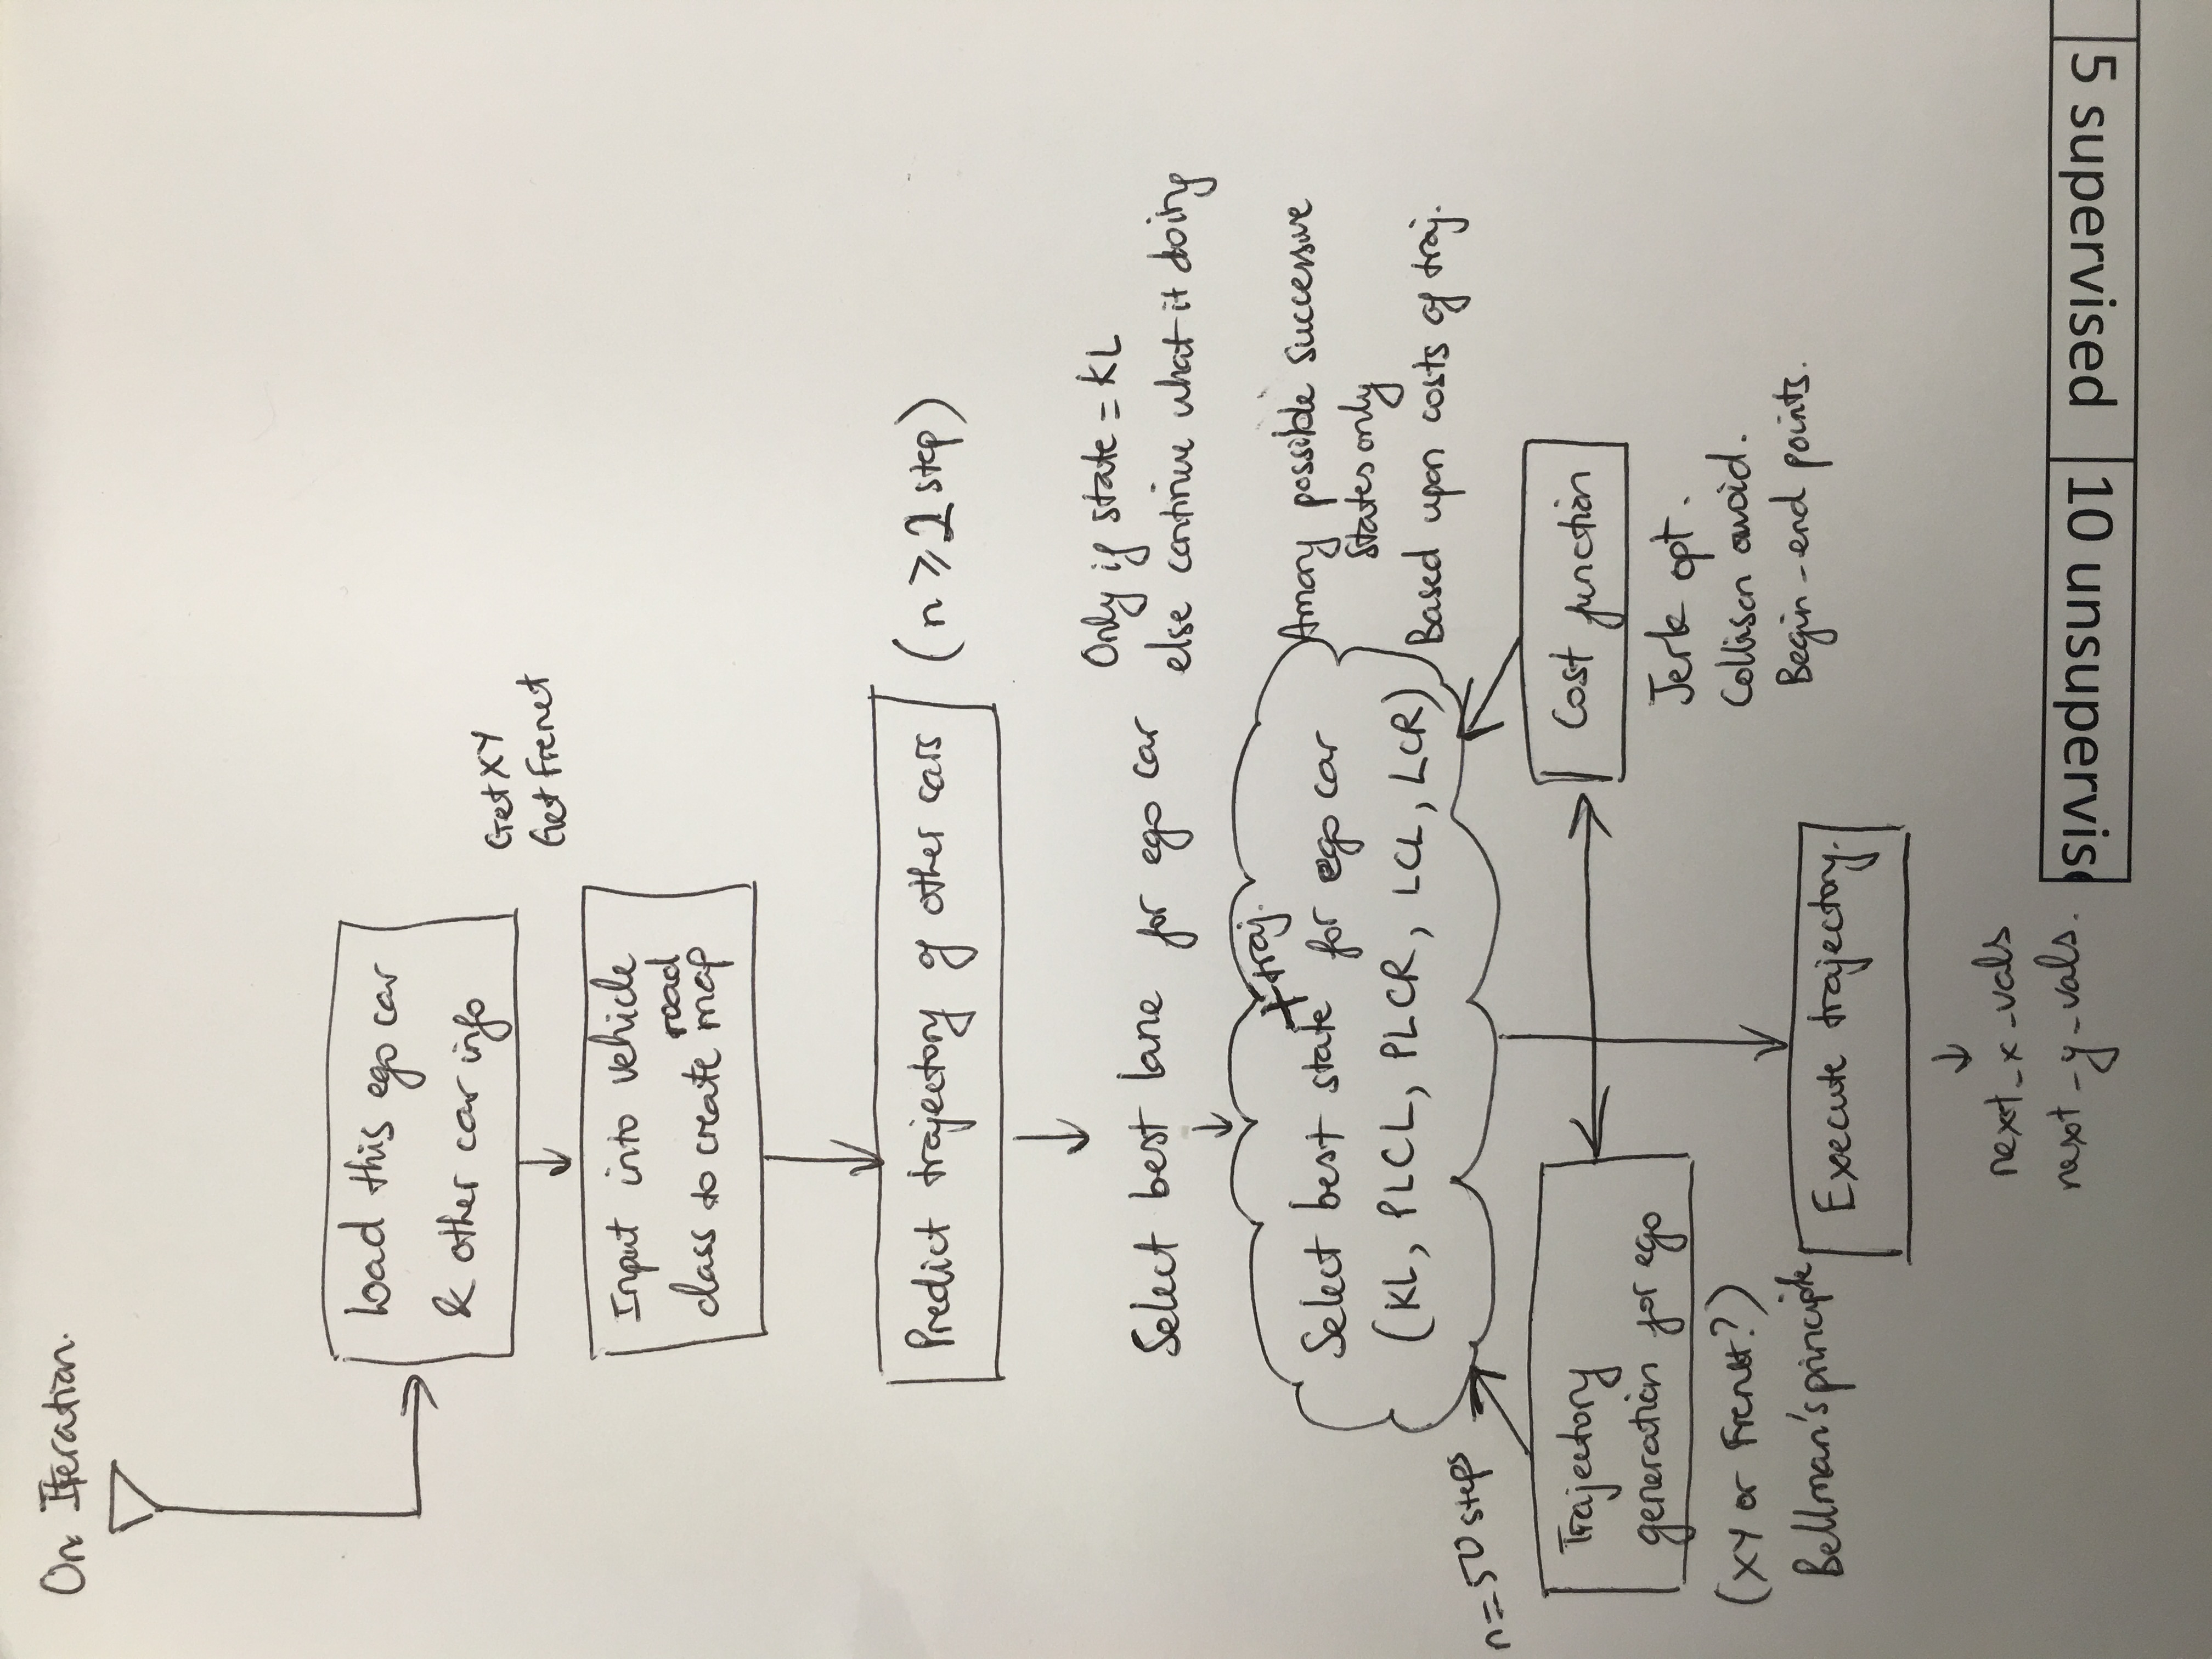 On Iteration.
Load this ego car
& other car info
GetXY
Get Frenet
Input into vehicle
road
class to create map
Predict trajectory of other cars
(n ⩾ 2 step)
Select best lane for ego car
Only if state = KL
else continue what it doing
+ traj.
Select best state for ego car
(KL, PLCL, PLCR, LCL, LCR)
Among possible successive
states only
Based upon costs of traj.
n=50 steps
Trajectory
generation for ego
(XY or Frenet?)
Bellman's principle
Cost function
Jerk opt.
Collison avoid.
Begin-end points.
Execute trajectory.
next_x_vals
next_y_vals.
5 supervised
10 unsupervis